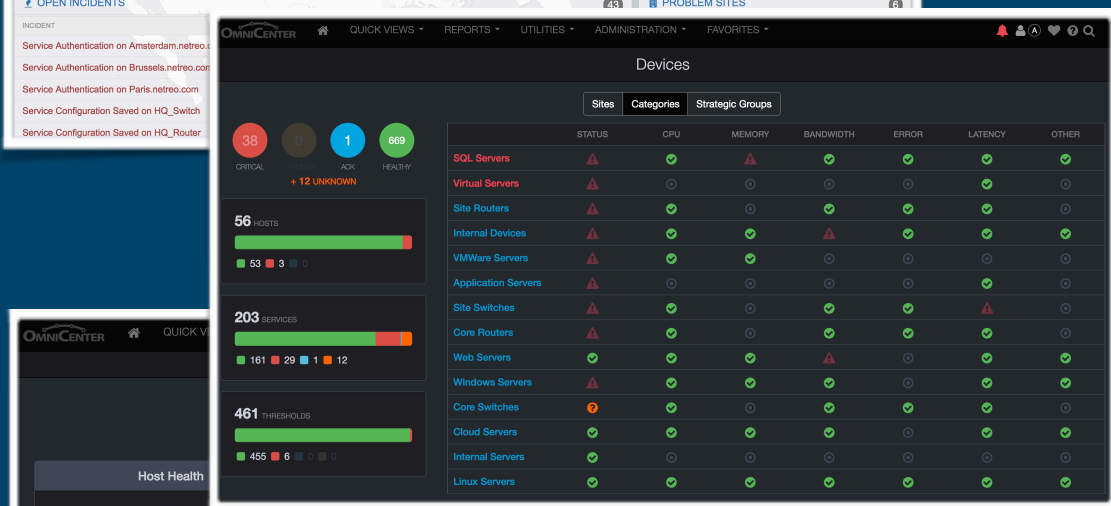 OPEN INCIDENTS 43
PROBLEM SITES 6
INCIDENT
Service Authentication on Amsterdam.netreo.c
Service Authentication on Brussels.netreo.com
Service Authentication on Paris.netreo.com
Service Configuration Saved on HQ_Switch
Service Configuration Saved on HQ_Router
OMNICENTER QUICK VIEWS REPORTS UTILITIES ADMINISTRATION FAVORITES A
Devices
Sites Categories Strategic Groups
38 0 1 669
CRITICAL ACK HEALTHY
+ 12 UNKNOWN
56 HOSTS
53 3 0
203 SERVICES
161 29 1 12
461 THRESHOLDS
455 6 0 0
STATUS CPU MEMORY BANDWIDTH ERROR LATENCY OTHER
SQL Servers
Virtual Servers
Site Routers
Internal Devices
VMWare Servers
Application Servers
Site Switches
Core Routers
Web Servers
Windows Servers
Core Switches
Cloud Servers
Internal Servers
Linux Servers
OMNICENTER QUICK VI
Host Health